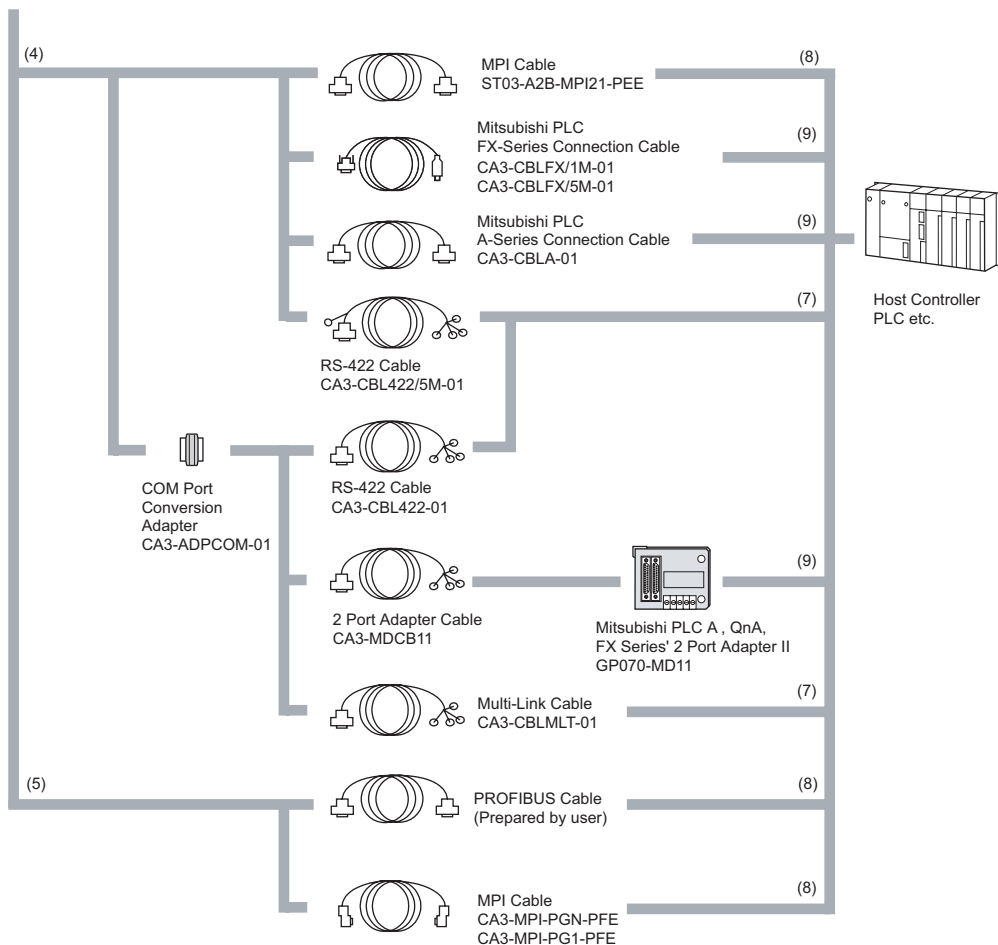 (4)
MPI Cable
ST03-A2B-MPI21-PEE
(8)
Mitsubishi PLC
FX-Series Connection Cable
CA3-CBLFX/1M-01
CA3-CBLFX/5M-01
(9)
Mitsubishi PLC
A-Series Connection Cable
CA3-CBLA-01
(9)
Host Controller
PLC etc.
(7)
RS-422 Cable
CA3-CBL422/5M-01
COM Port
Conversion
Adapter
CA3-ADPCOM-01
RS-422 Cable
CA3-CBL422-01
2 Port Adapter Cable
CA3-MDCB11
(9)
Mitsubishi PLC A , QnA,
FX Series' 2 Port Adapter II
GP070-MD11
Multi-Link Cable
CA3-CBLMLT-01
(7)
(5)
PROFIBUS Cable
(Prepared by user)
(8)
MPI Cable
CA3-MPI-PGN-PFE
CA3-MPI-PG1-PFE
(8)